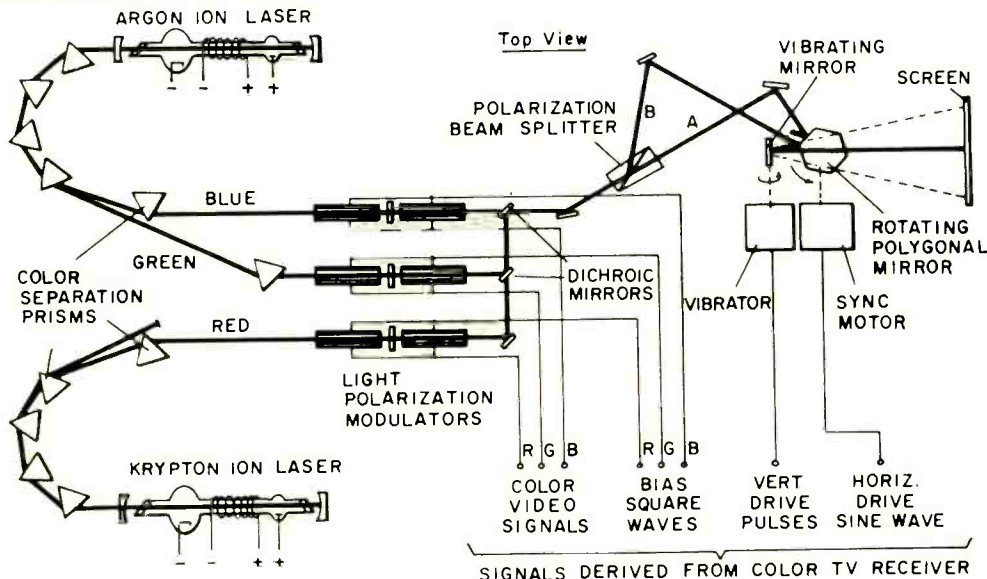 ARGON ION LASER
- - + +
Top View
VIBRATING
MIRROR
SCREEN
POLARIZATION
BEAM SPLITTER
B
A
BLUE
GREEN
COLOR
SEPARATION
PRISMS
DICHROIC
MIRRORS
ROTATING
POLYGONAL
MIRROR
VIBRATOR
SYNC
MOTOR
RED
LIGHT
POLARIZATION
MODULATORS
R G B
R G B
KRYPTON ION LASER
- - + +
COLOR
VIDEO
SIGNALS
BIAS
SQUARE
WAVES
VERT
DRIVE
PULSES
HORIZ.
DRIVE
SINE WAVE
SIGNALS DERIVED FROM COLOR TV RECEIVER